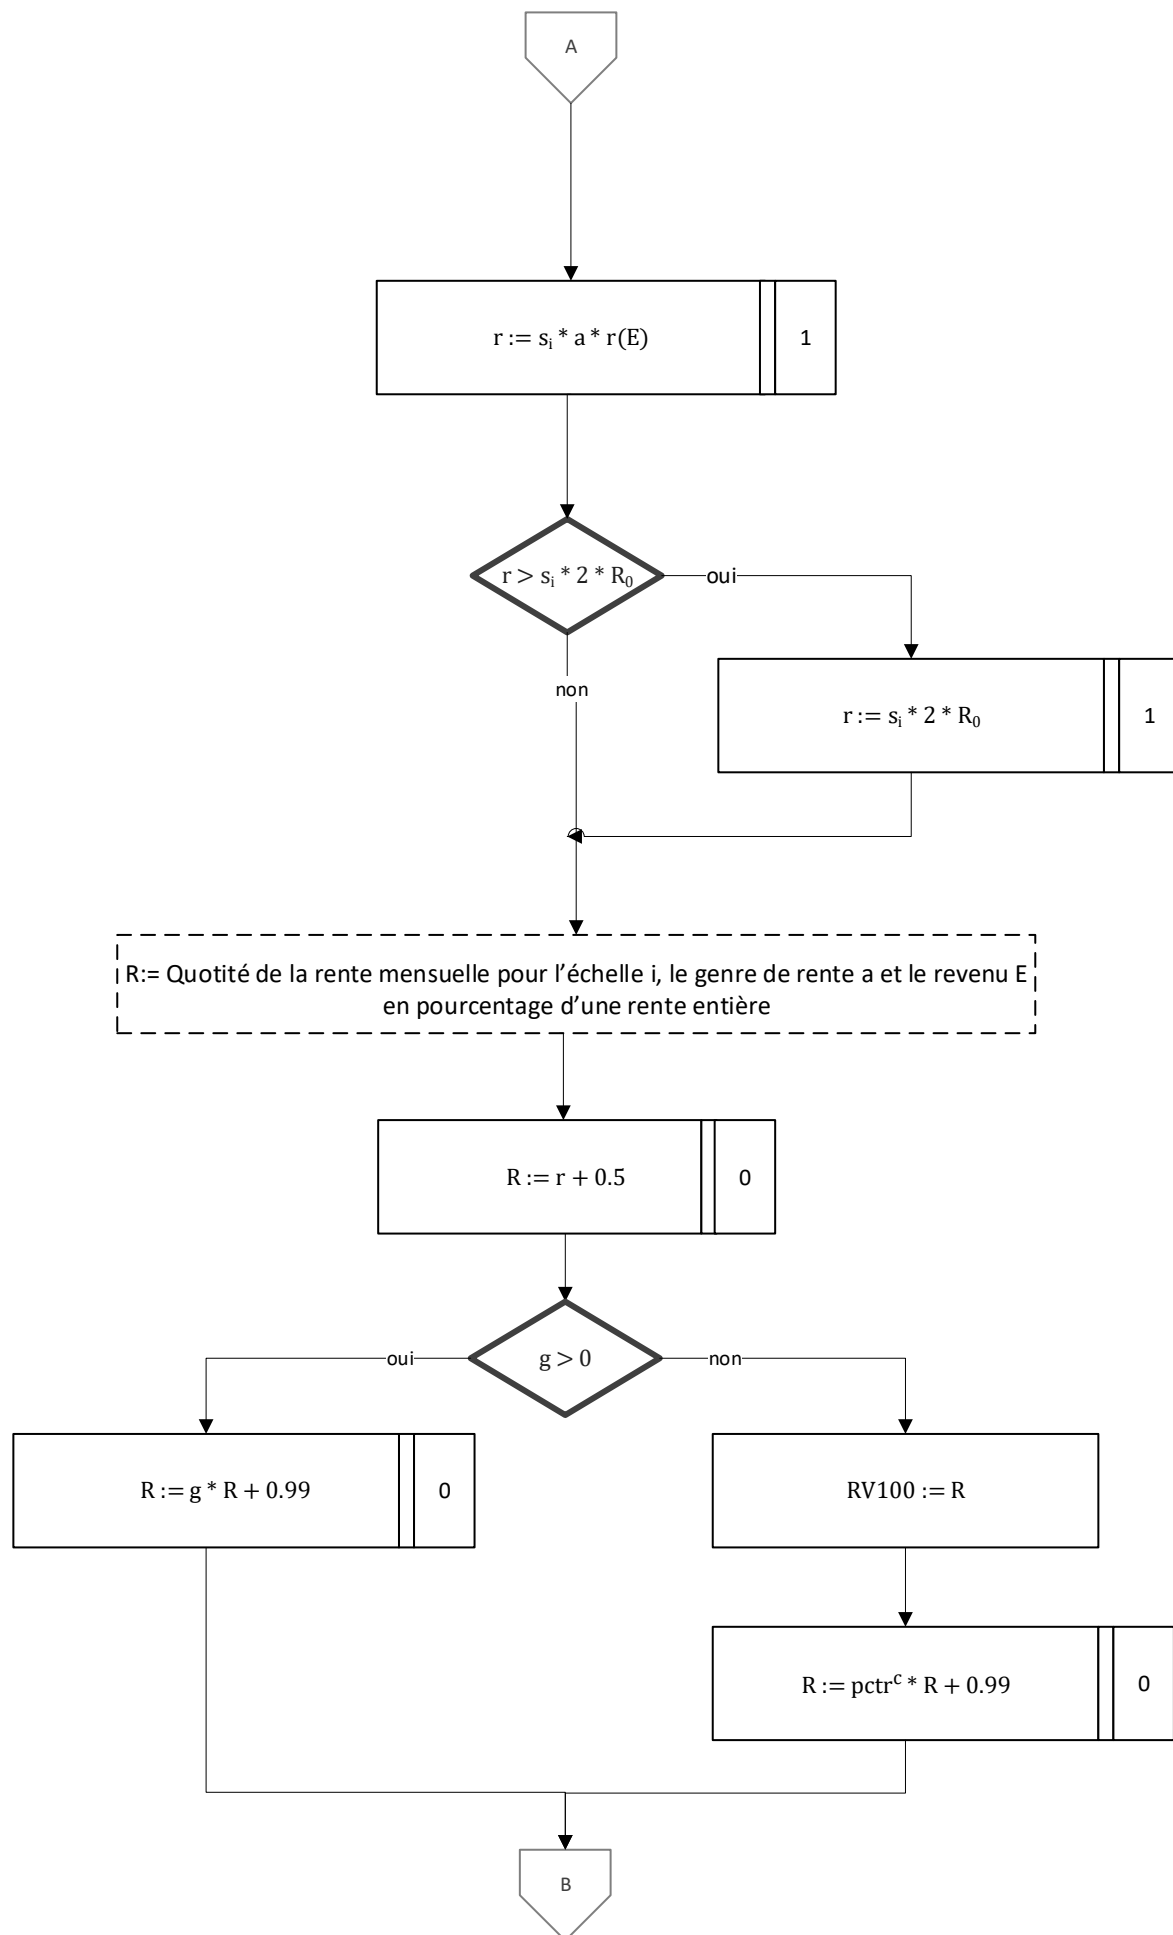 A
r := sᵢ * a * r(E)
1
r > sᵢ * 2 * R₀
oui
non
r := sᵢ * 2 * R₀
1
R:= Quotité de la rente mensuelle pour l’échelle i, le genre de rente a et le revenu E
en pourcentage d’une rente entière
R := r + 0.5
0
oui
g > 0
non
R := g * R + 0.99
0
RV100 := R
R := pctrᶜ * R + 0.99
0
B